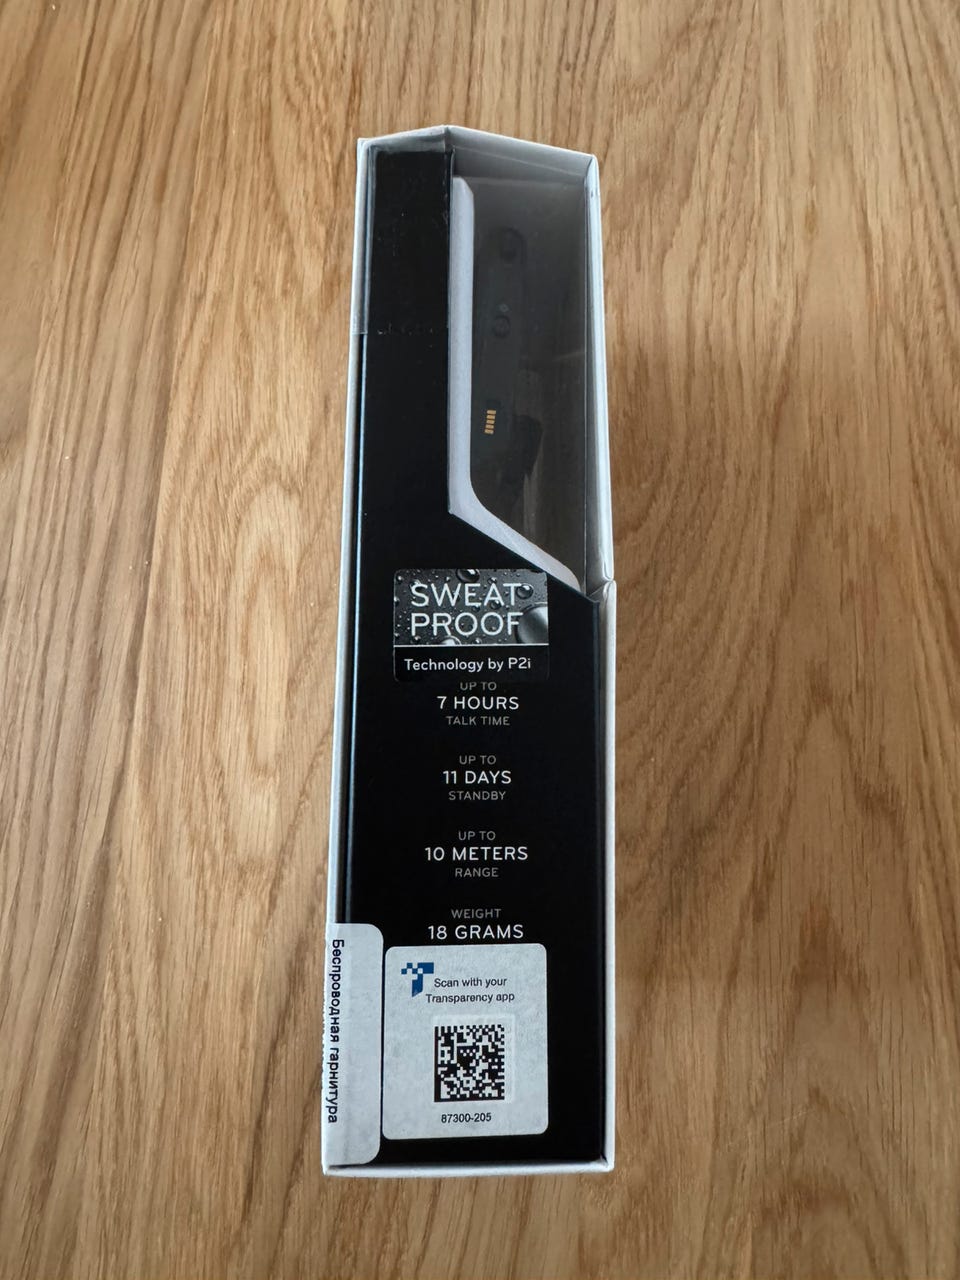 SWEAT
PROOF
Technology by P2i
UP TO
7 HOURS
TALK TIME
UP TO
11 DAYS
STANDBY
UP TO
10 METERS
RANGE
WEIGHT
18 GRAMS
Scan with your
Transparency app
87300-205
Беспроводная гарнитура